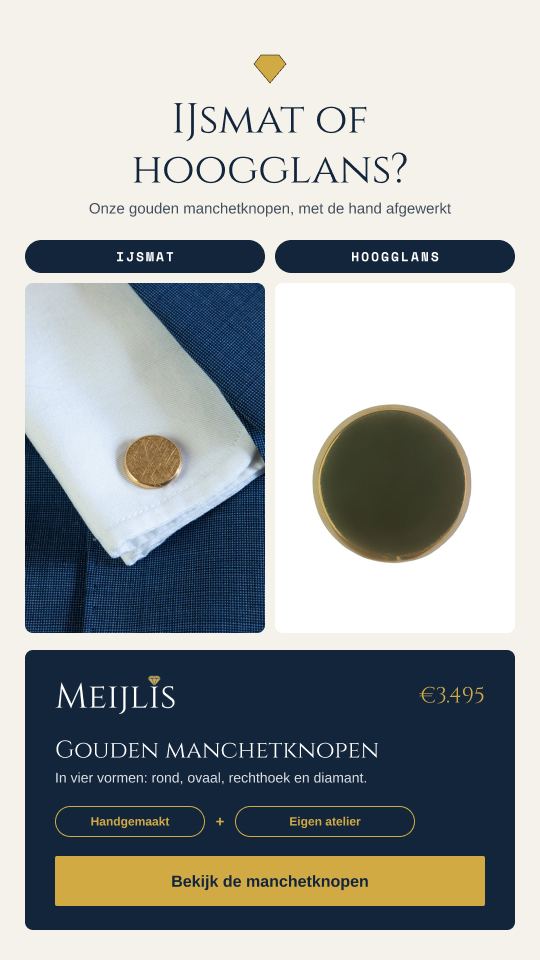 IJsmat of
hoogglans?
Onze gouden manchetknopen, met de hand afgewerkt
IJSMAT
HOOGGLANS
Meijlis
€3.495
Gouden manchetknopen
In vier vormen: rond, ovaal, rechthoek en diamant.
Handgemaakt + Eigen atelier
Bekijk de manchetknopen